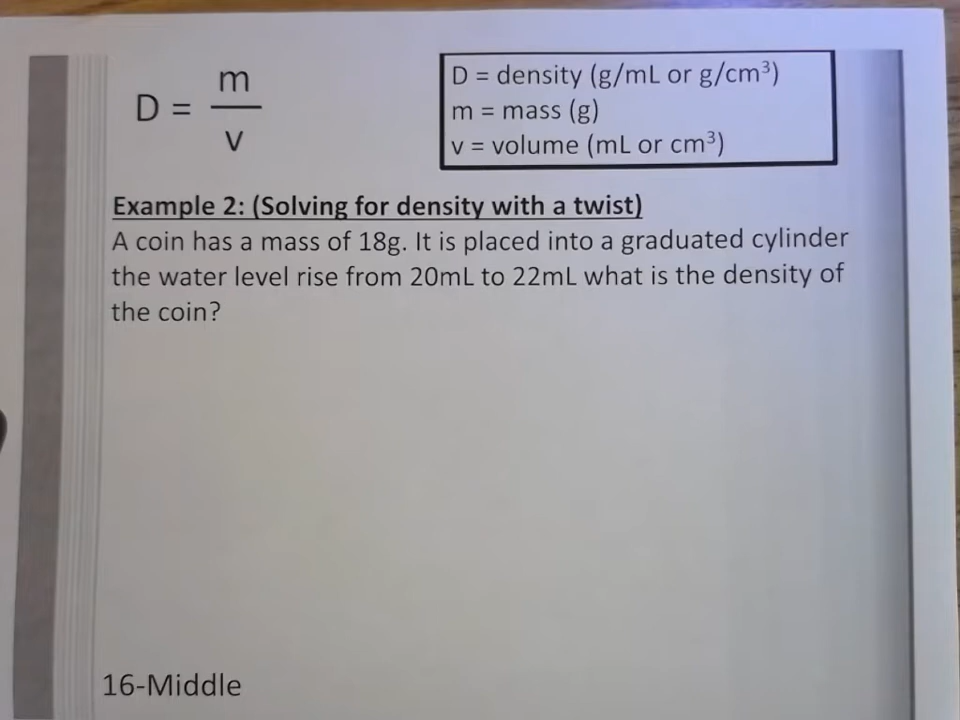 D = m/v
D = density (g/mL or g/cm³)
m = mass (g)
v = volume (mL or cm³)
Example 2: (Solving for density with a twist)
A coin has a mass of 18g. It is placed into a graduated cylinder
the water level rise from 20mL to 22mL what is the density of
the coin?
16-Middle